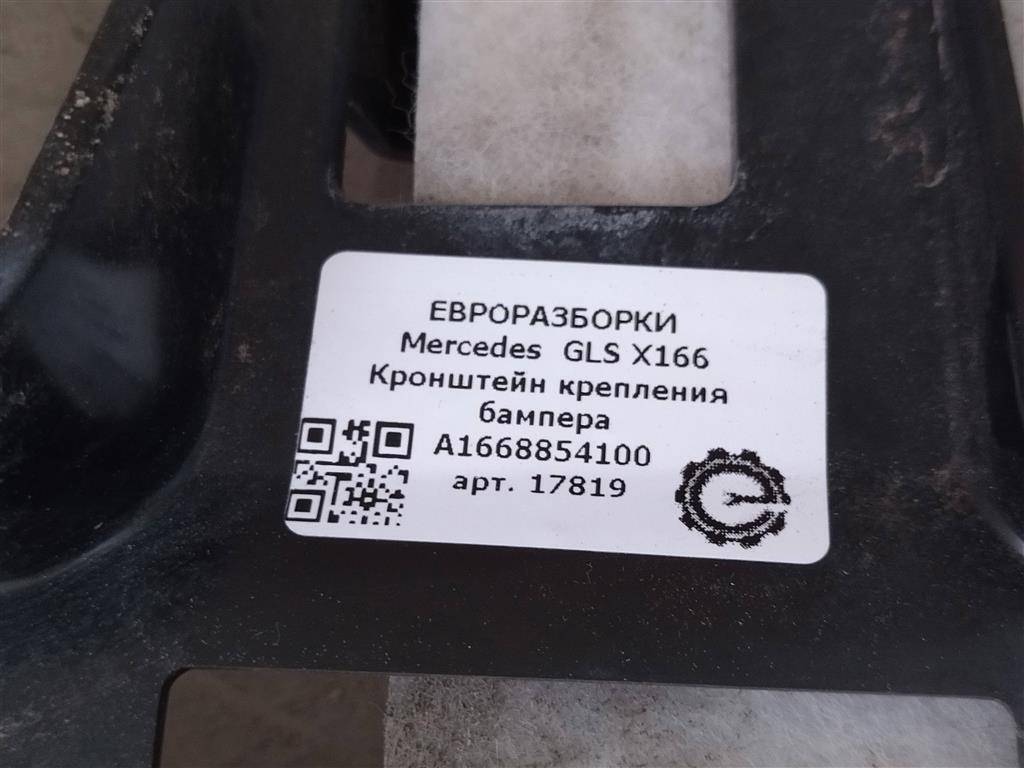 ЕВРОРАЗБОРКИ
Mercedes GLS X166
Кронштейн крепления
бампера
A1668854100
арт. 17819